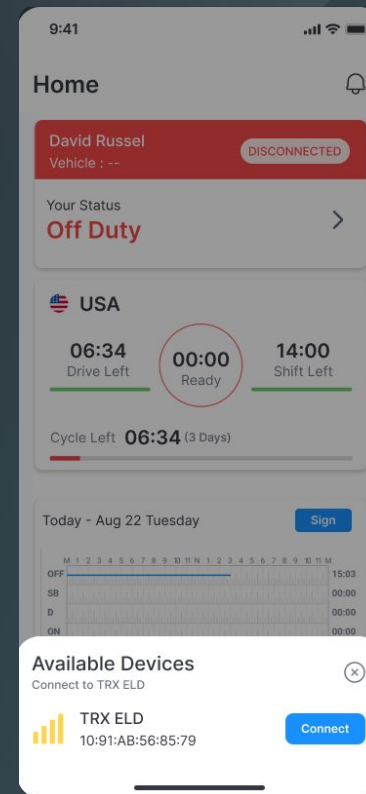 9:41
Home
David Russel
Vehicle : --
DISCONNECTED
Your Status
Off Duty
USA
06:34
Drive Left
00:00
Ready
14:00
Shift Left
Cycle Left 06:34 (3 Days)
Today - Aug 22 Tuesday
Sign
M 1 2 3 4 5 6 7 8 9 10 11 N 1 2 3 4 5 6 7 8 9 10 11 M
OFF 15:03
SB 00:00
D 00:00
ON 00:00
Available Devices
Connect to TRX ELD
TRX ELD
10:91:AB:56:85:79
Connect